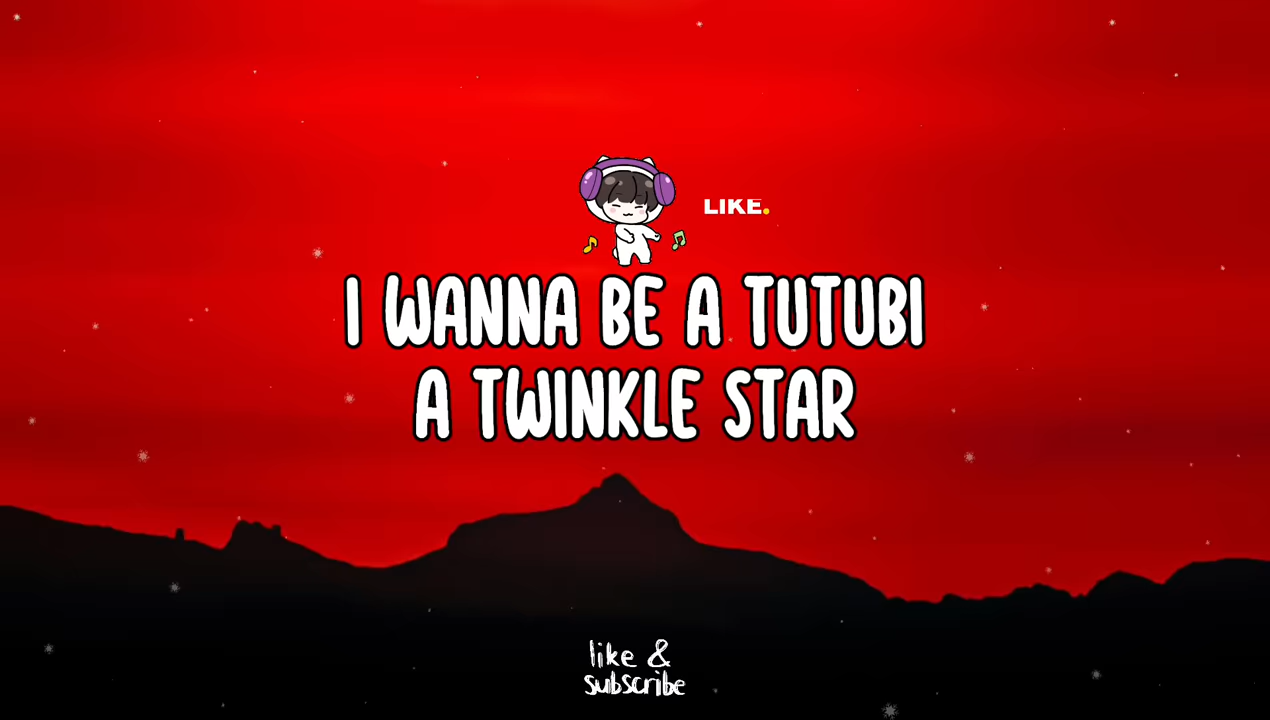 LIKE.
I WANNA BE A TUTUBI
A TWINKLE STAR
like &
subscribe